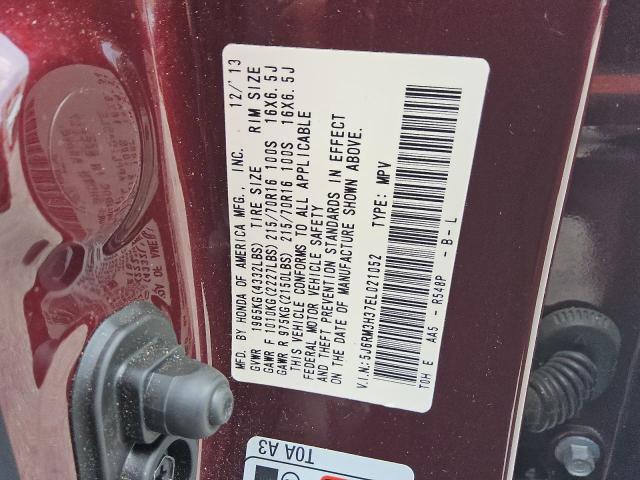 MFD. BY HONDA OF AMERICA MFG., INC. 12/'13
GVWR 1965KG(4332LBS) TIRE SIZE RIM SIZE
GAWR F 1010KG(2227LBS) 215/70R16 100S 16X6.5J
GAWR R 975KG(2150LBS) 215/70R16 100S 16X6.5J
THIS VEHICLE CONFORMS TO ALL APPLICABLE
FEDERAL MOTOR VEHICLE SAFETY
AND THEFT PREVENTION STANDARDS IN EFFECT
ON THE DATE OF MANUFACTURE SHOWN ABOVE.
V.I.N:5J6RM3H37EL021052 TYPE: MPV
T0H E AA5- R548P -B-L
T0A A3